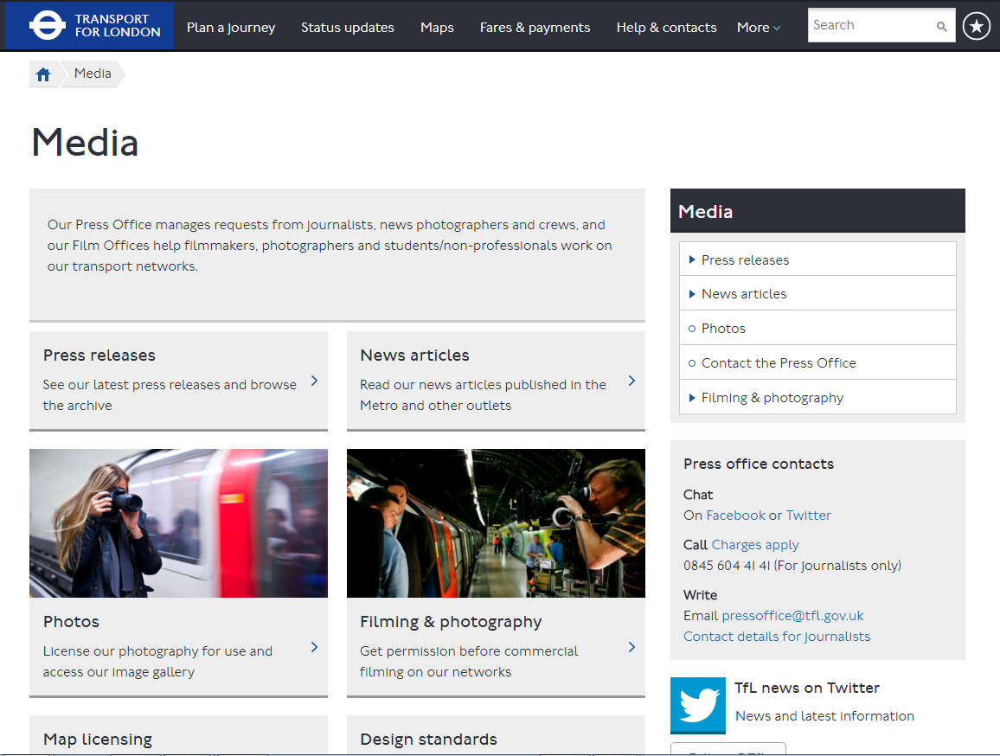 TRANSPORT
FOR LONDON
Plan a journey
Status updates
Maps
Fares & payments
Help & contacts
More
Search
Media
Media
Our Press Office manages requests from journalists, news photographers and crews, and
our Film Offices help filmmakers, photographers and students/non-professionals work on
our transport networks.
Press releases
See our latest press releases and browse
the archive
News articles
Read our news articles published in the
Metro and other outlets
Photos
License our photography for use and
access our image gallery
Filming & photography
Get permission before commercial
filming on our networks
Map licensing
Design standards
Media
Press releases
News articles
Photos
Contact the Press Office
Filming & photography
Press office contacts
Chat
On Facebook or Twitter
Call Charges apply
0845 604 41 41 (For journalists only)
Write
Email pressoffice@tfl.gov.uk
Contact details for journalists
TfL news on Twitter
News and latest information